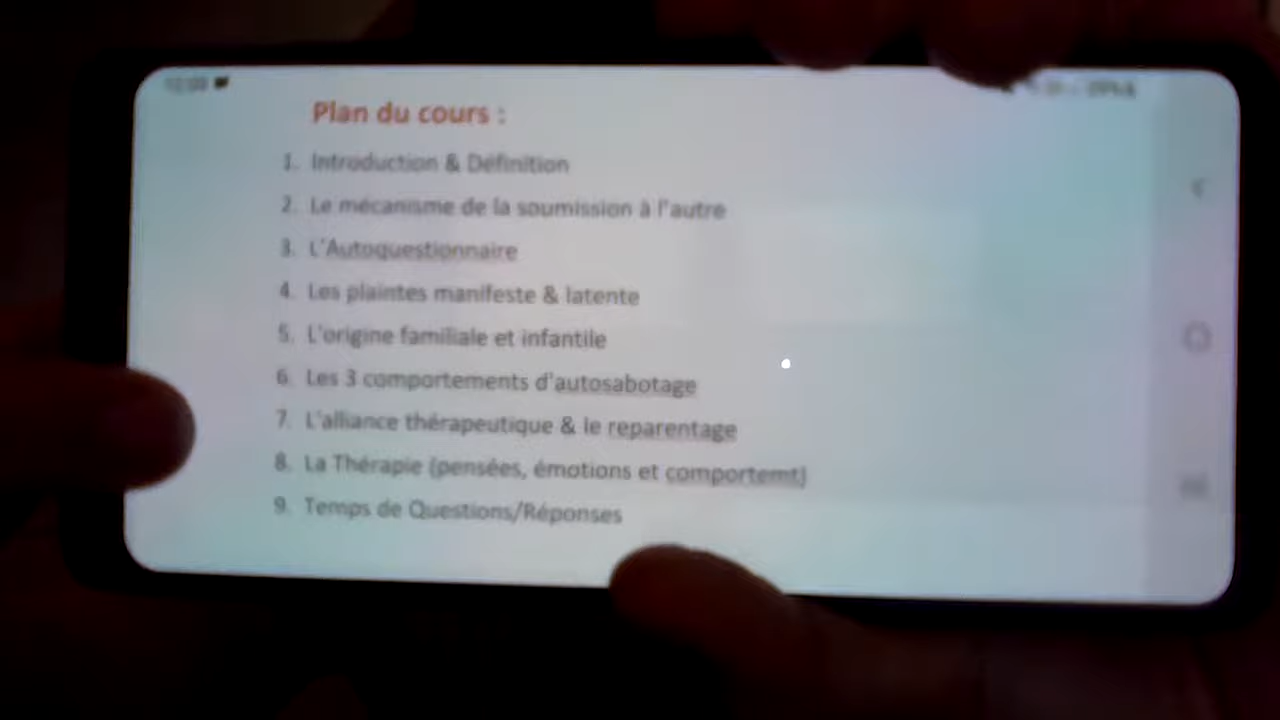 Plan du cours :
1. Introduction & Définition
2. Le mécanisme de la soumission à l'autre
3. L'Autoquestionnaire
4. Les plaintes manifeste & latente
5. L'origine familiale et infantile
6. Les 3 comportements d'autosabotage
7. L'alliance thérapeutique & le reparentage
8. La Thérapie (pensées, émotions et comportemt)
9. Temps de Questions/Réponses